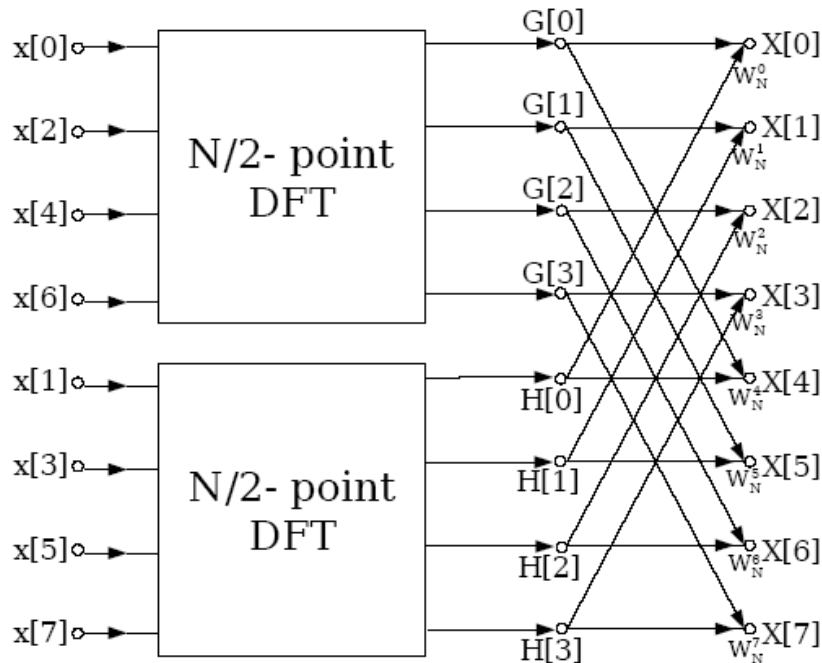 x[0]
x[2]
x[4]
x[6]
x[1]
x[3]
x[5]
x[7]
N/2- point
DFT
N/2- point
DFT
G[0]
G[1]
G[2]
G[3]
H[0]
H[1]
H[2]
H[3]
W_N^0
W_N^1
W_N^2
W_N^3
W_N^4
W_N^5
W_N^6
W_N^7
X[0]
X[1]
X[2]
X[3]
X[4]
X[5]
X[6]
X[7]